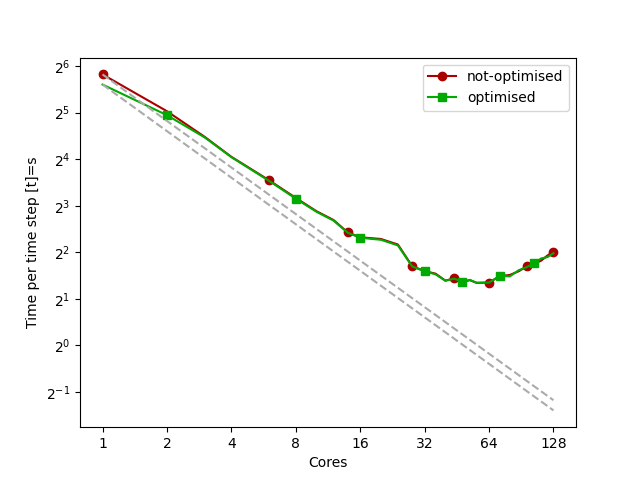 not-optimised
optimised
Time per time step [t]=s
2^6
2^5
2^4
2^3
2^2
2^1
2^0
2^−1
1 2 4 8 16 32 64 128
Cores